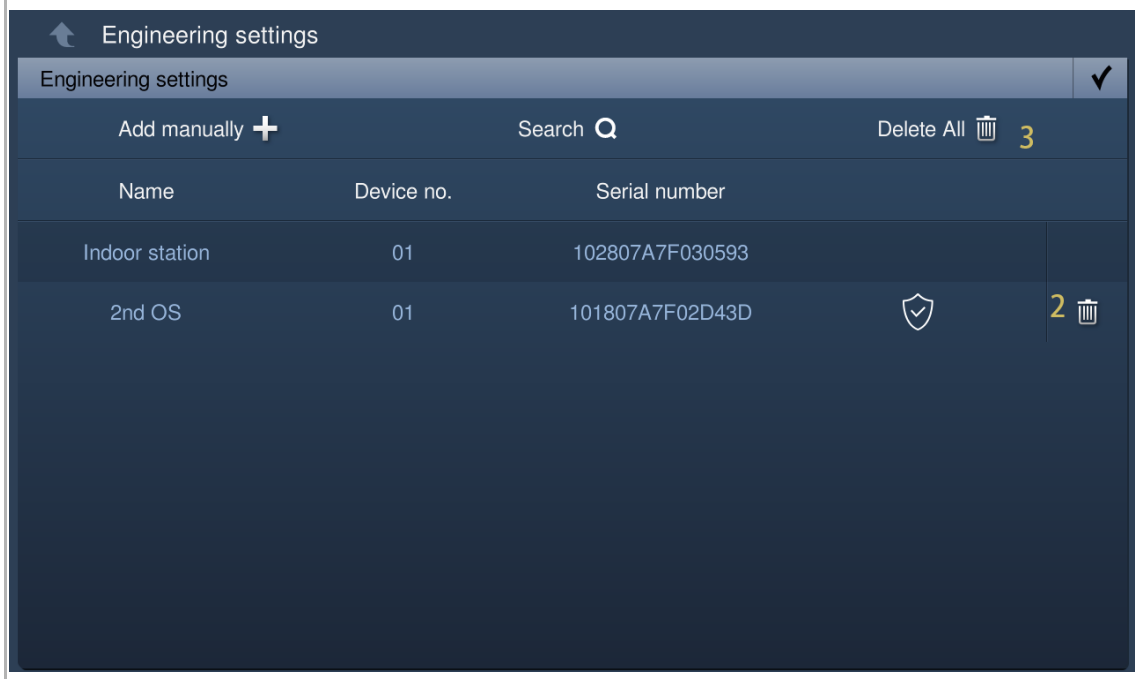 Engineering settings
Engineering settings
Add manually Search Delete All 3
Name Device no. Serial number
Indoor station 01 102807A7F030593
2nd OS 01 101807A7F02D43D 2